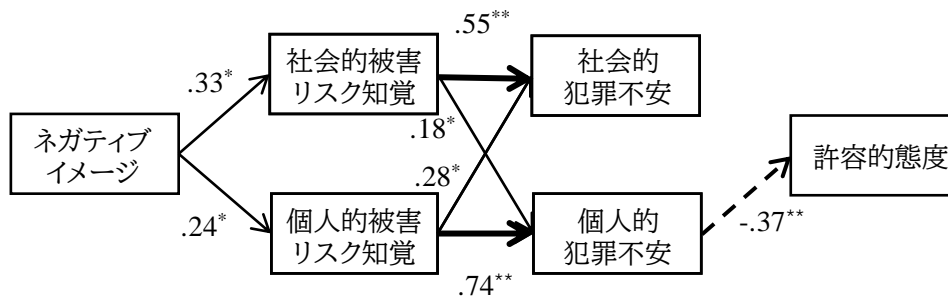 .55**
社会的被害
リスク知覚
社会的
犯罪不安
.33*
ネガティブ
イメージ
.18*
許容的態度
.28*
.24*
個人的被害
リスク知覚
個人的
犯罪不安
-.37**
.74**